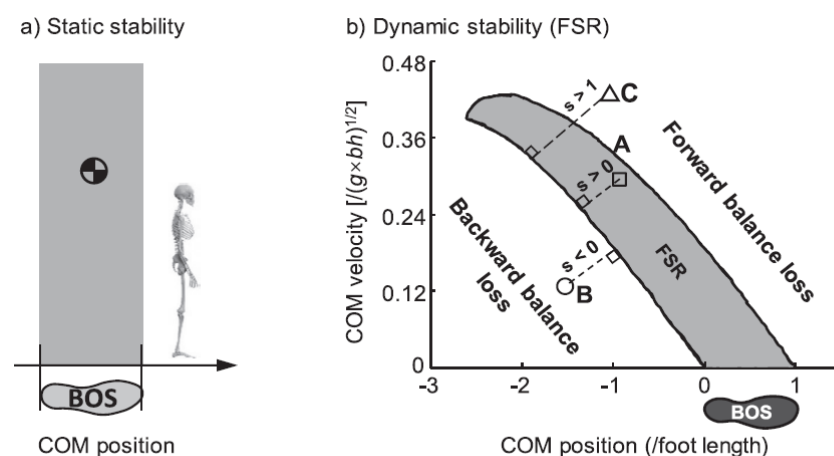 a) Static stability
BOS
COM position
b) Dynamic stability (FSR)
COM velocity [/(g×bh)^1/2]
0.48
0.36
0.24
0.12
0
s > 1
C
A
s > 0
s < 0
B
FSR
Forward balance loss
Backward balance
loss
-3
-2
-1
0
1
BOS
COM position (/foot length)